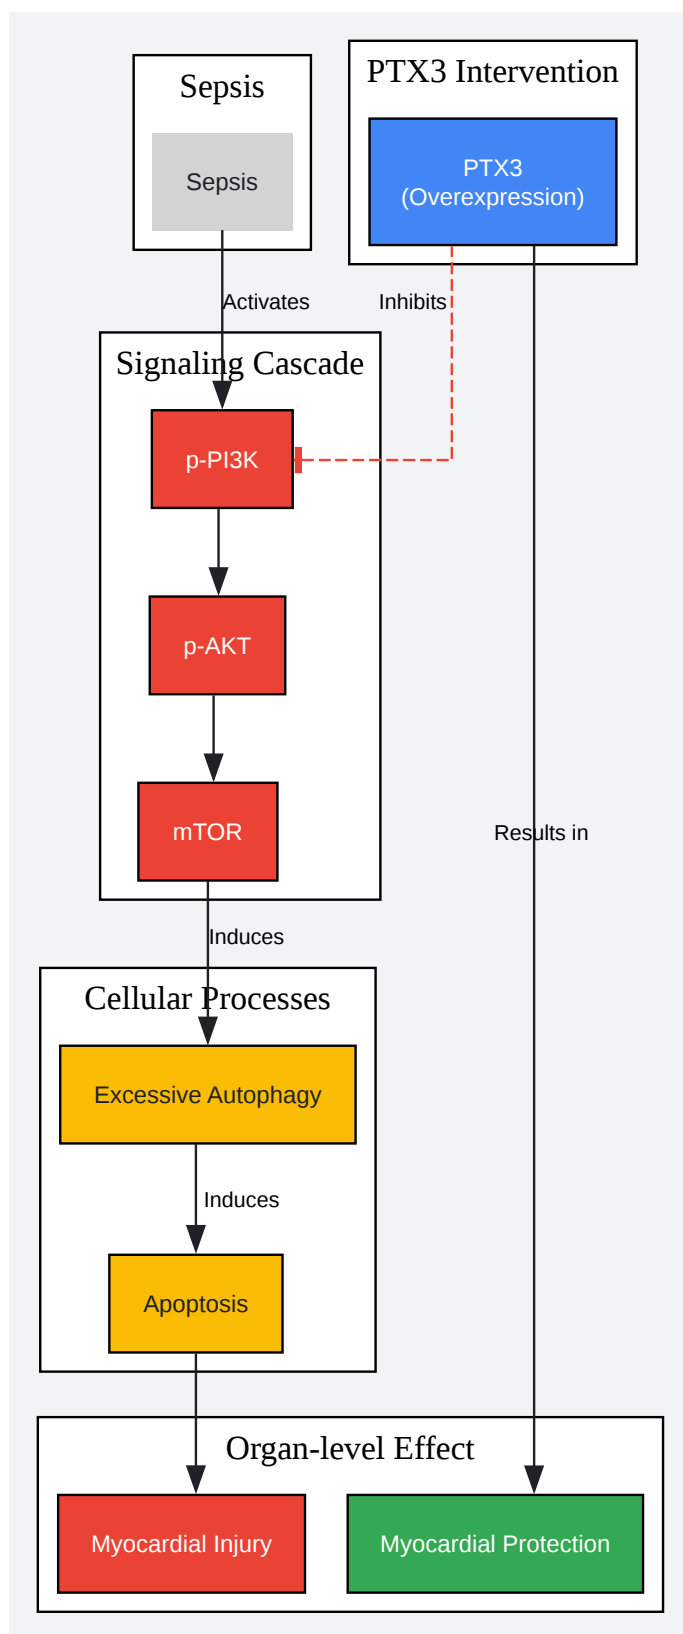 Sepsis
Sepsis
PTX3 Intervention
PTX3
(Overexpression)
Activates
Inhibits
Signaling Cascade
p-PI3K
p-AKT
mTOR
Results in
Induces
Cellular Processes
Excessive Autophagy
Induces
Apoptosis
Organ-level Effect
Myocardial Injury
Myocardial Protection